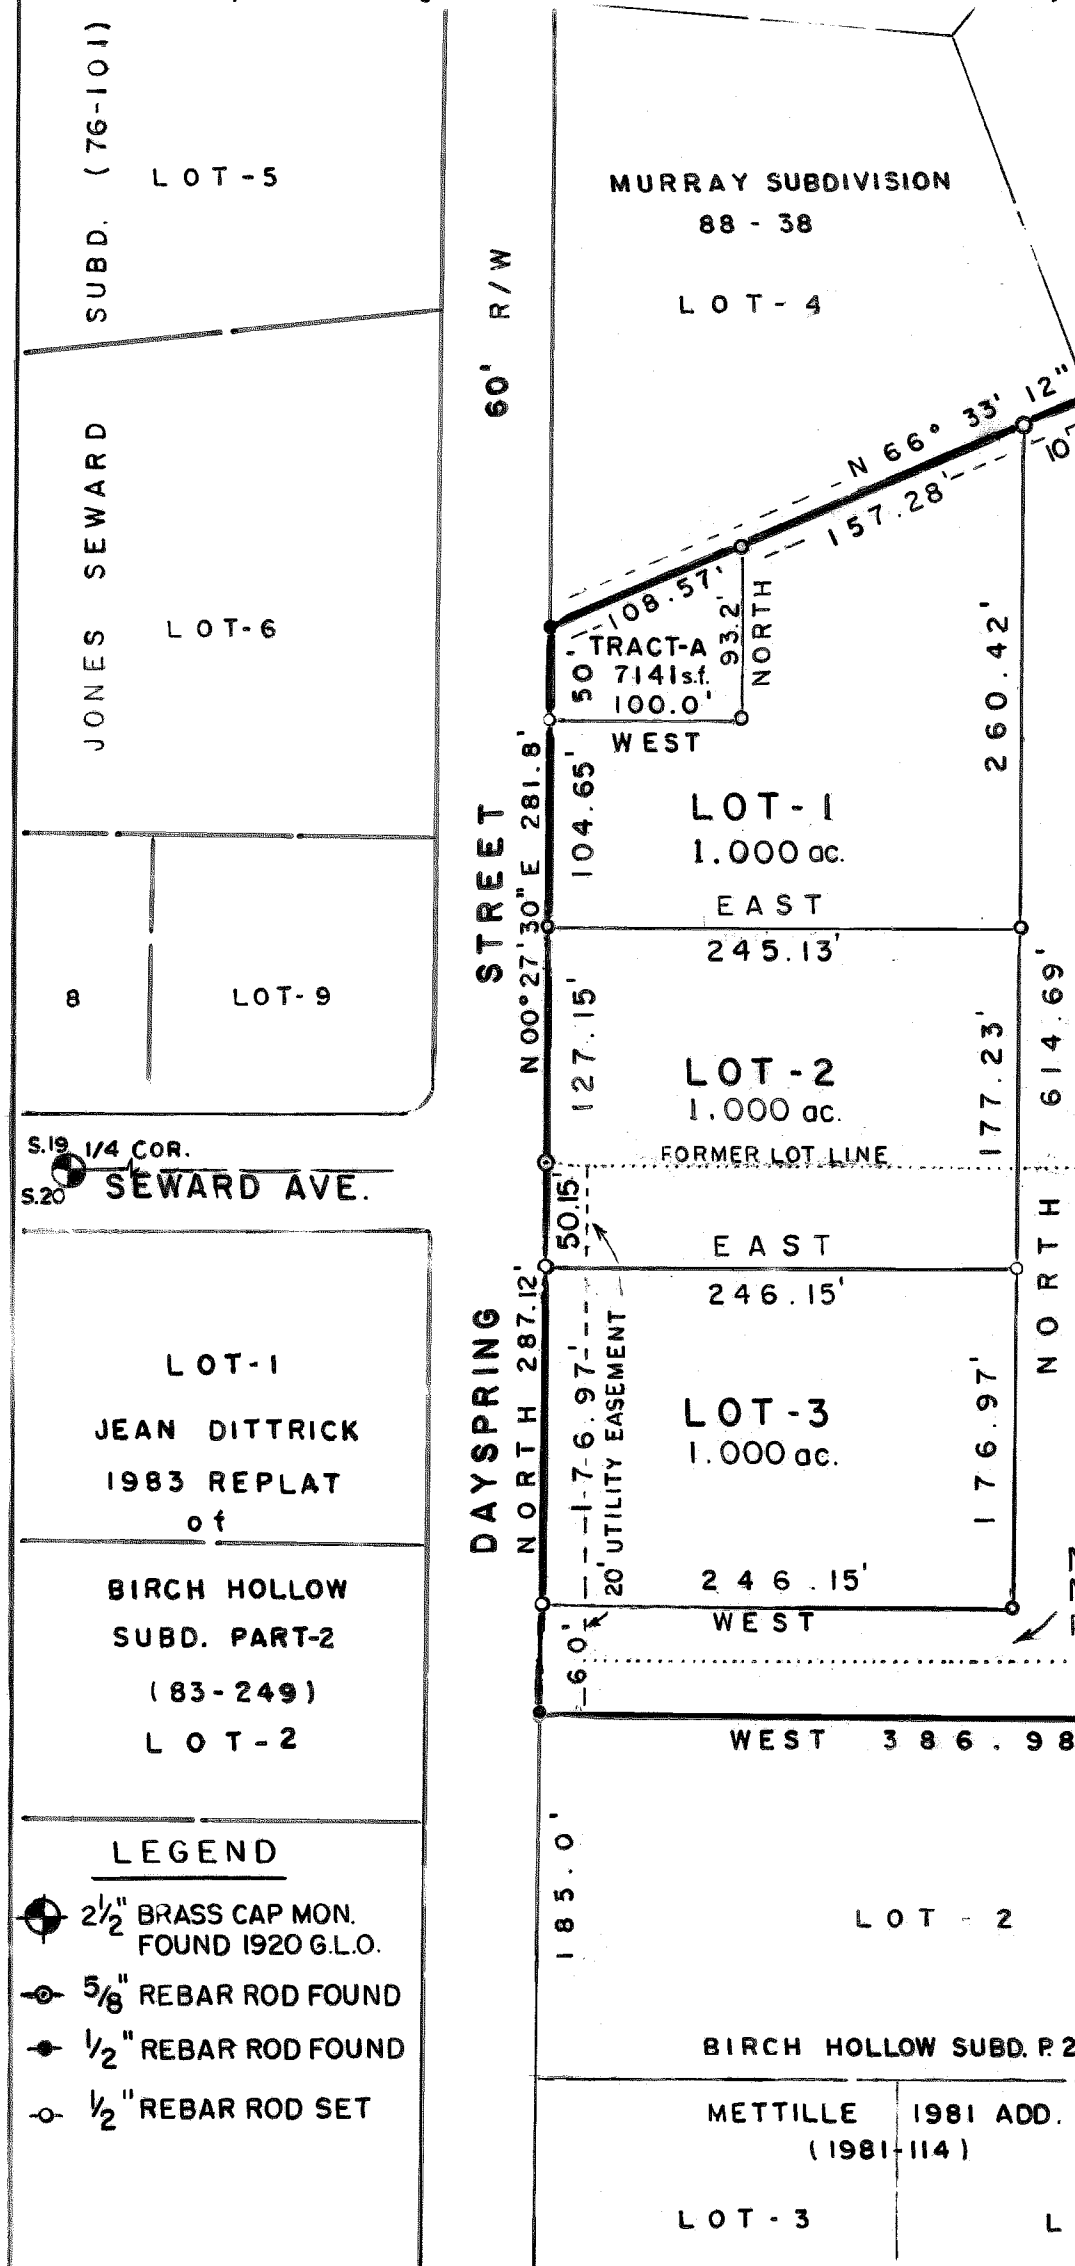 JONES SEWARD SUBD. (76-101)
LOT-5
LOT-6
8
LOT-9
60' R/W
MURRAY SUBDIVISION
88 - 38
LOT-4
N 66° 33' 12"
157.28'
10'
108.57'
TRACT-A
7141 s.f.
100.0'
50'
93.2'
NORTH
WEST
260.42'
DAYSPRING STREET
N 00° 27' 30" E 281.8'
104.65'
LOT-1
1.000 ac.
EAST
245.13'
127.15'
LOT-2
1.000 ac.
177.23'
NORTH 614.69'
FORMER LOT LINE
50.15'
EAST
246.15'
S.19
1/4 COR.
S.20
SEWARD AVE.
NORTH 287.12'
176.97'
20' UTILITY EASEMENT
LOT-3
1.000 ac.
176.97'
246.15'
WEST
60'
WEST 386.98
LOT-1
JEAN DITTRICK
1983 REPLAT
of
BIRCH HOLLOW
SUBD. PART-2
(83-249)
LOT-2
185.0'
LOT - 2
BIRCH HOLLOW SUBD. P. 2
METTILLE 1981 ADD.
(1981-114)
LOT-3
L
LEGEND
2½" BRASS CAP MON.
FOUND 1920 G.L.O.
5/8" REBAR ROD FOUND
1/2" REBAR ROD FOUND
1/2" REBAR ROD SET